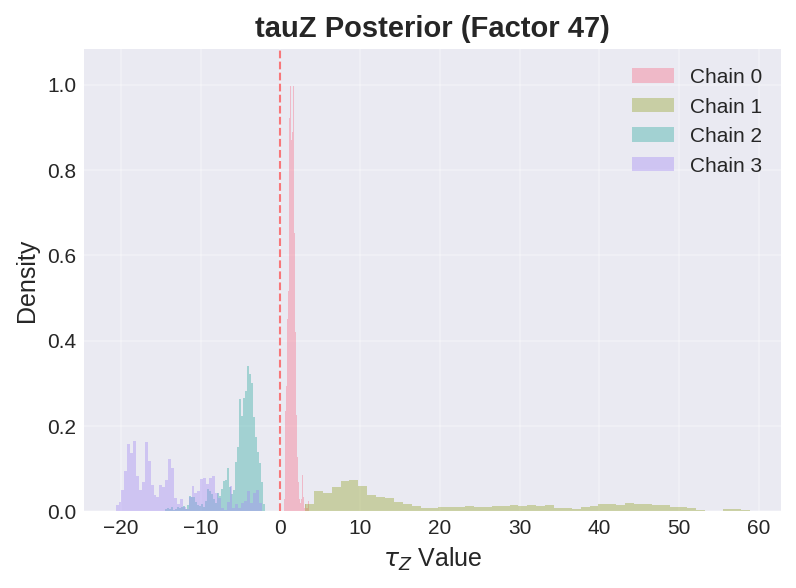 tauZ Posterior (Factor 47)
Chain 0
Chain 1
Chain 2
Chain 3
1.0
0.8
0.6
0.4
0.2
0.0
Density
−20 −10 0 10 20 30 40 50 60
τ_Z Value